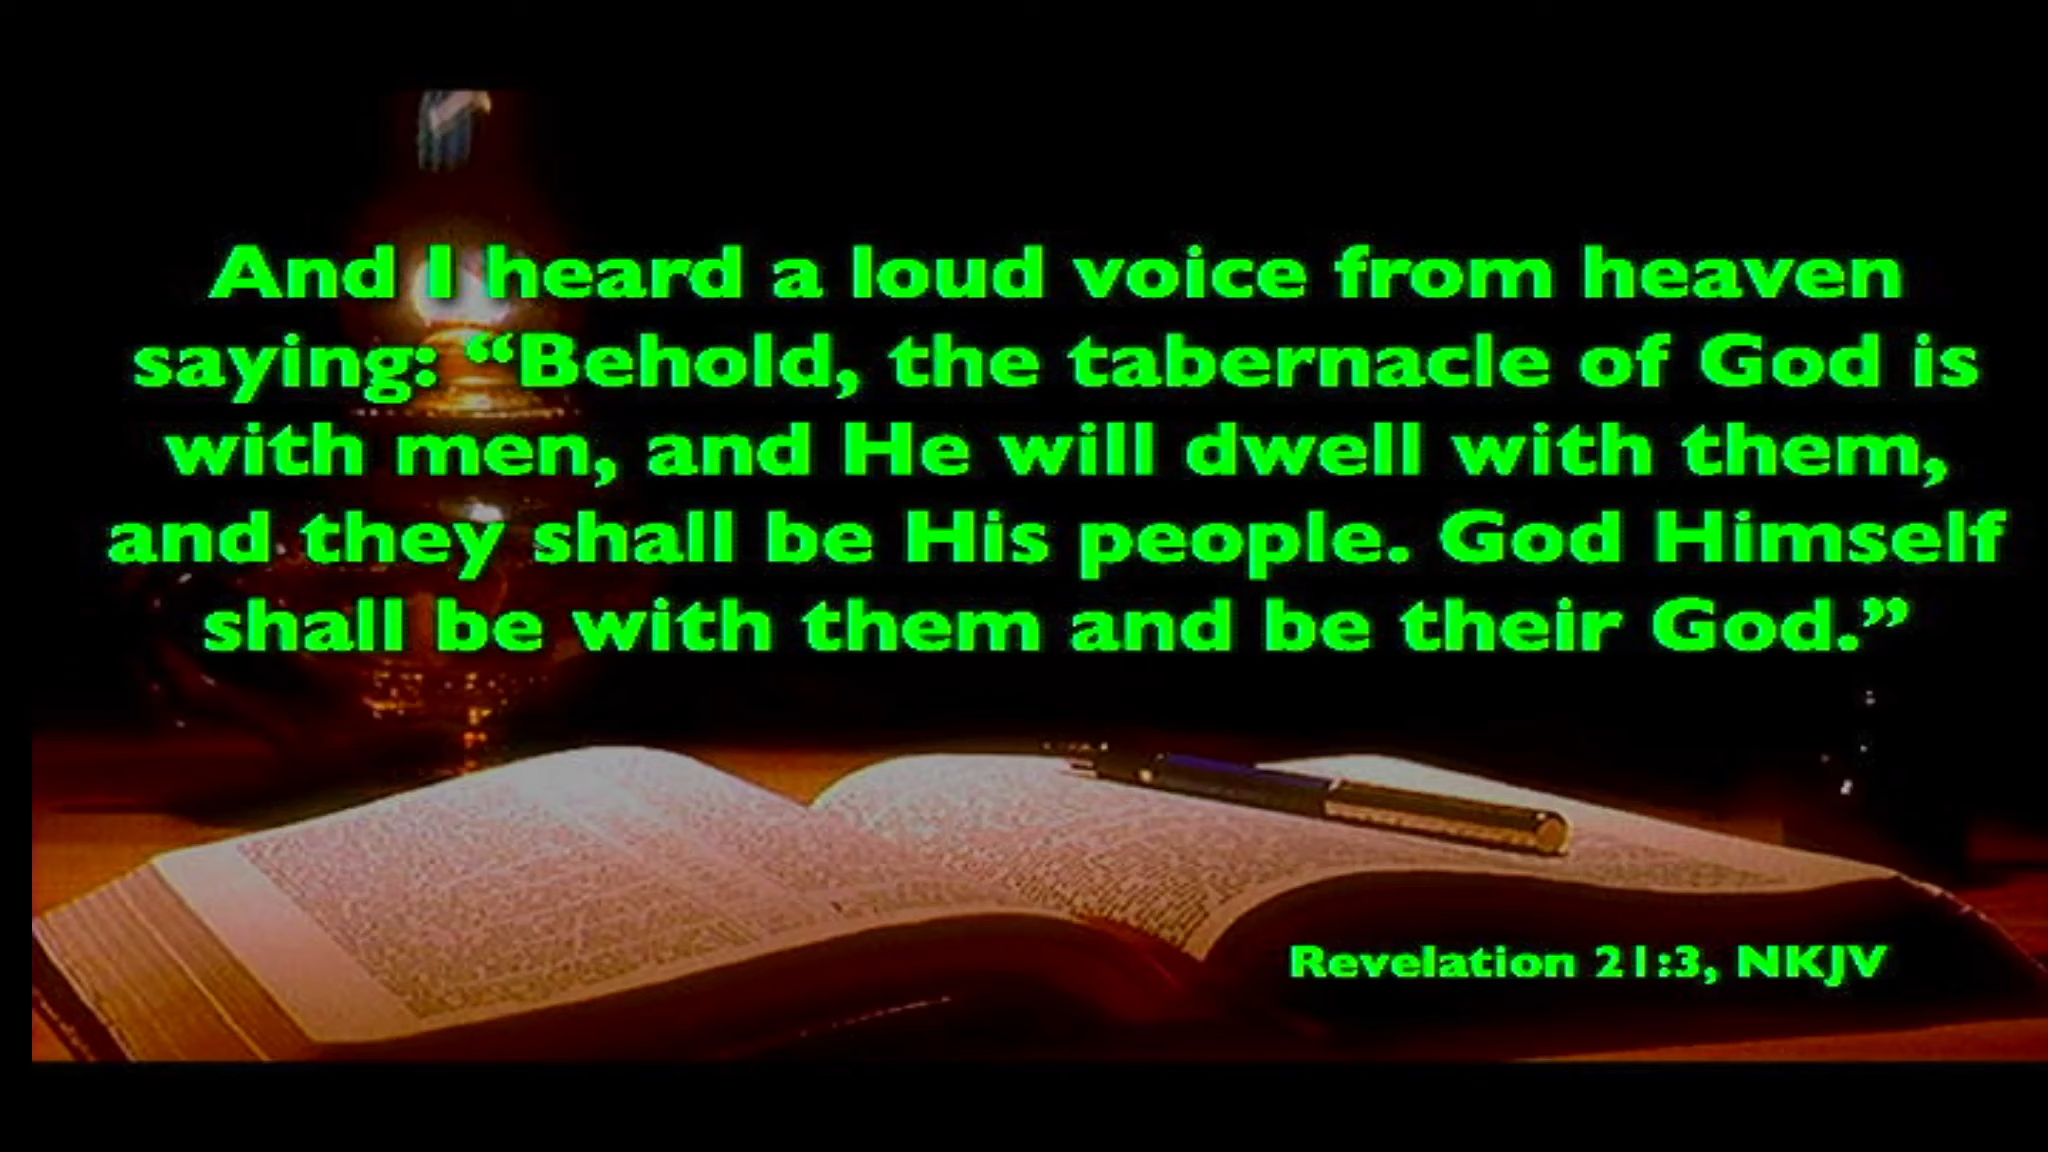 And I heard a loud voice from heaven
saying: “Behold, the tabernacle of God is
with men, and He will dwell with them,
and they shall be His people. God Himself
shall be with them and be their God.”
Revelation 21:3, NKJV